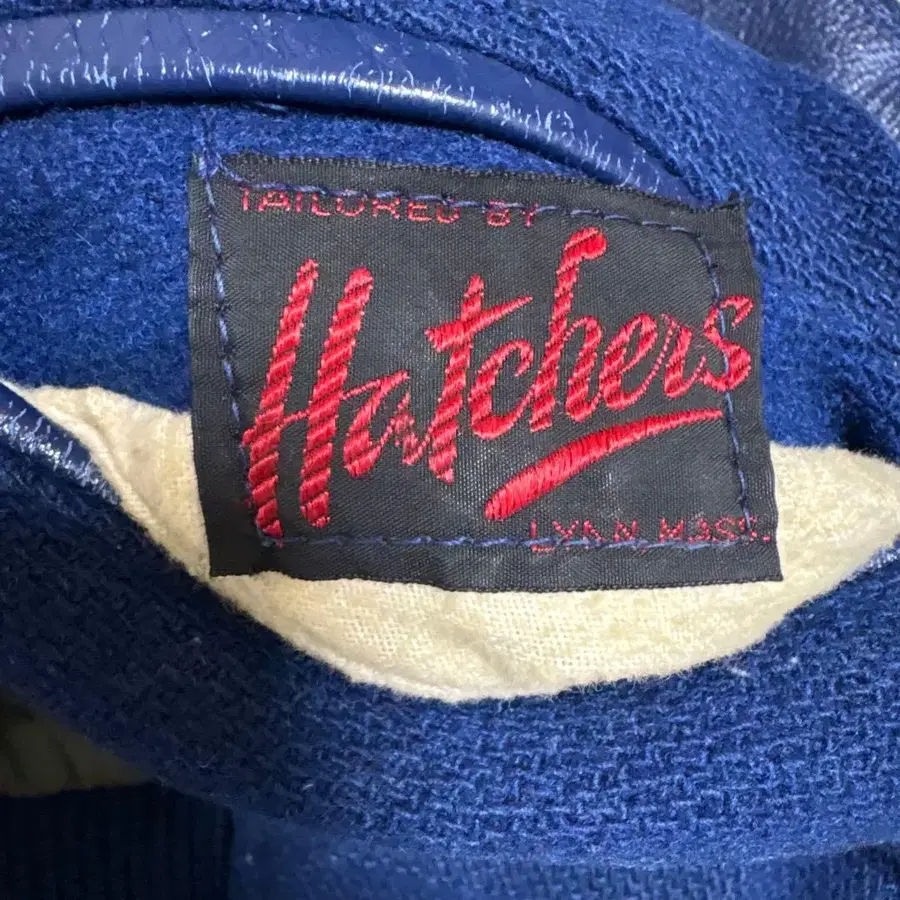 TAILORED BY
Hatchers
LYNN, MASS.